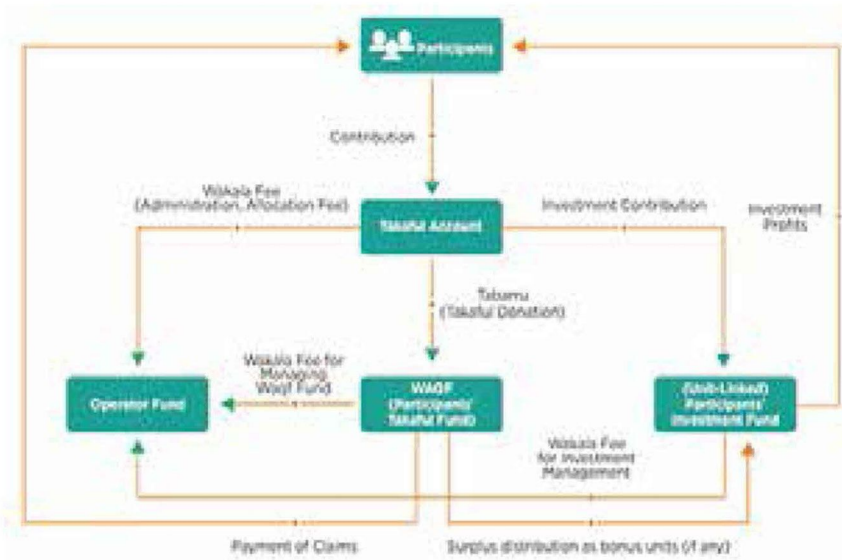 Participants
Contribution
Wakala Fee
(Administration, Allocation Fee)
Investment Contribution
Investment
Profits
Takaful Account
Tabarru
(Takaful Donation)
Wakala Fee for
Managing
Waqf Fund
Operator Fund
WAQF
(Participants'
Takaful Fund)
(Unit-Linked)
Participants'
Investment Fund
Wakala Fee
for Investment
Management
Payment of Claims
Surplus distribution as bonus units (if any)